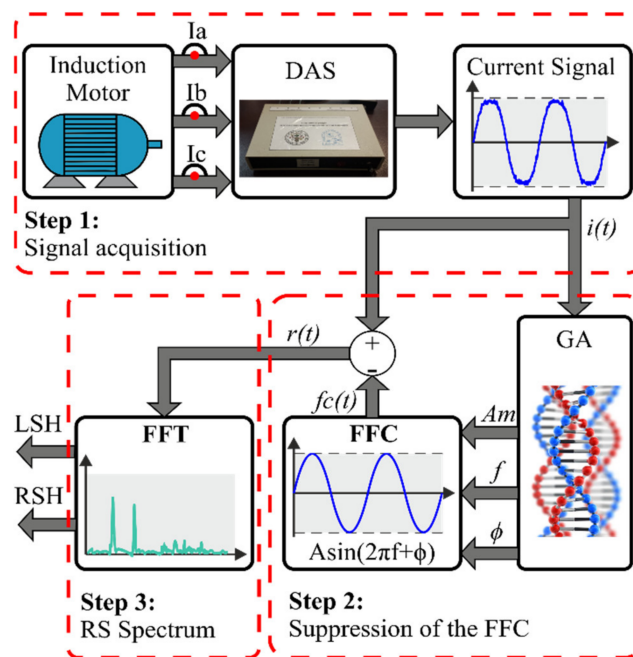 Ia
Induction
Motor
DAS
Current Signal
Ib
Ic
Step 1:
Signal acquisition
i(t)
r(t)
+
-
GA
fc(t)
LSH
FFT
FFC
Am
f
RSH
Asin(2πf+ϕ)
ϕ
Step 3:
RS Spectrum
Step 2:
Suppression of the FFC